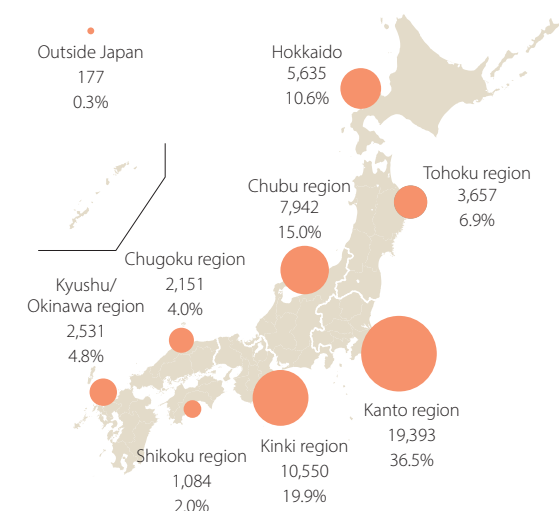 Outside Japan
177
0.3%
Hokkaido
5,635
10.6%
Tohoku region
3,657
6.9%
Chubu region
7,942
15.0%
Chugoku region
2,151
4.0%
Kyushu/
Okinawa region
2,531
4.8%
Kanto region
19,393
36.5%
Kinki region
10,550
19.9%
Shikoku region
1,084
2.0%